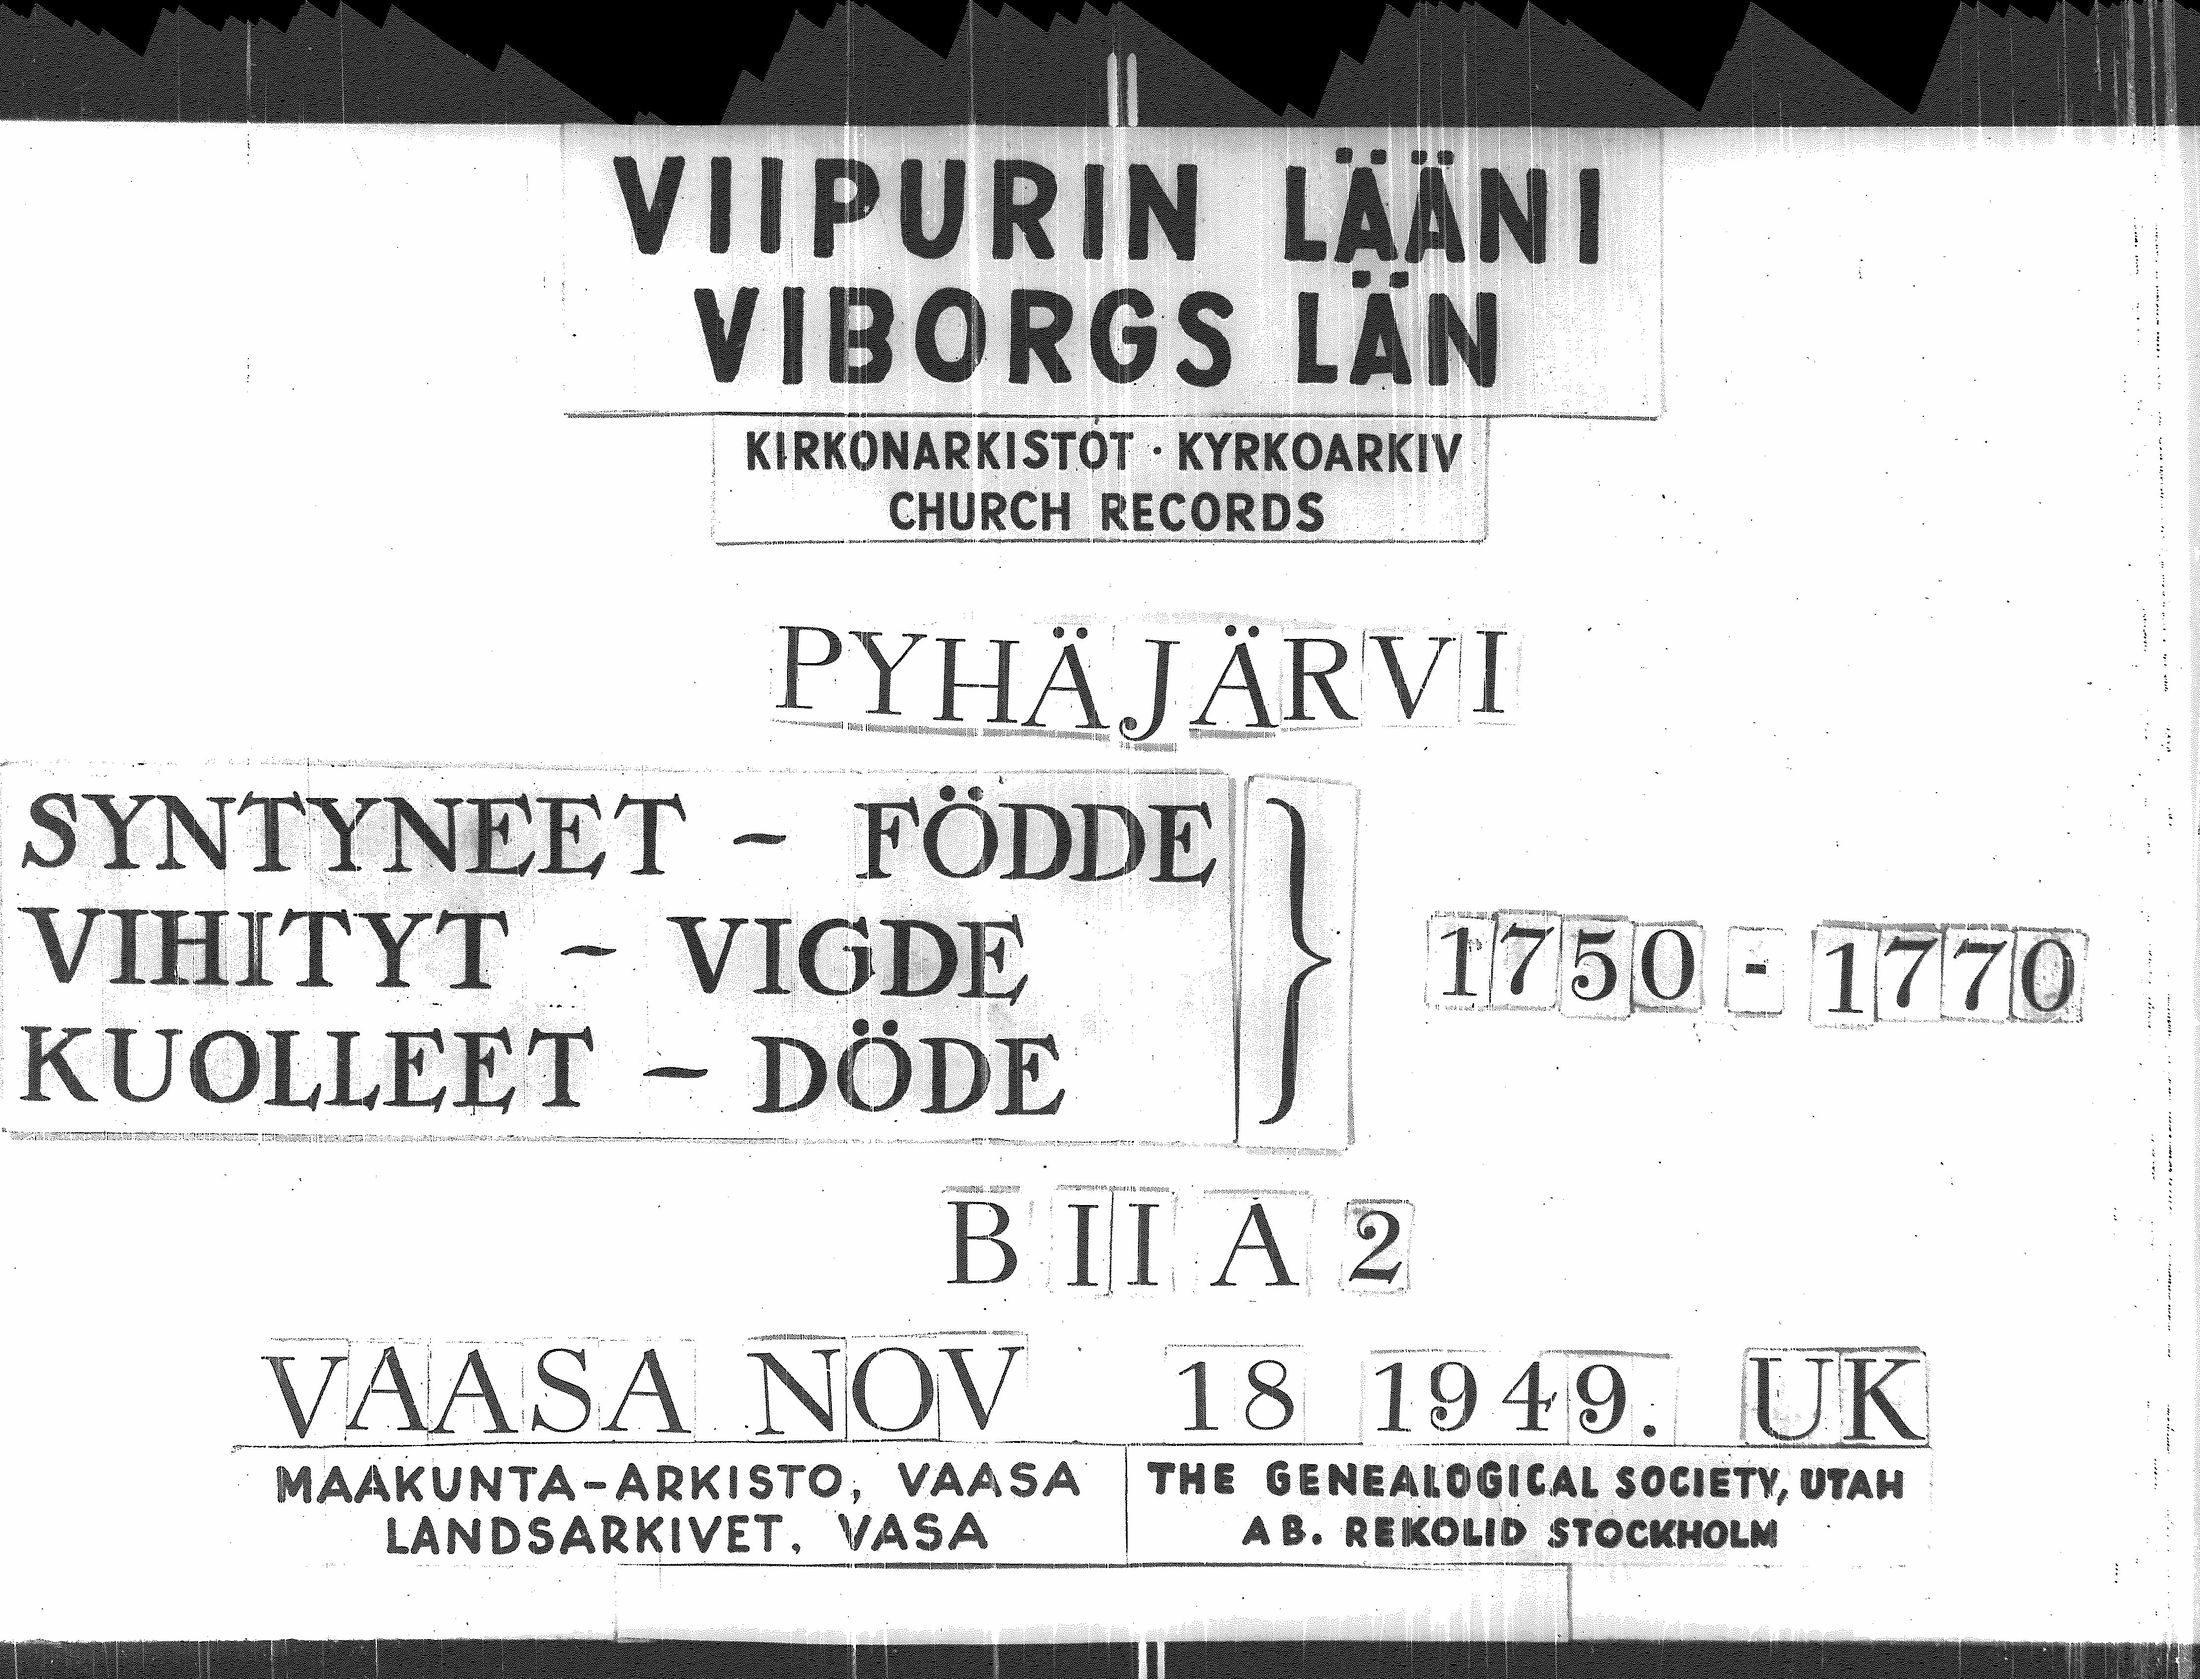 VIIPURIN LÄÄNI
VIBORGS LÄN
KIRKONARKISTOT · KYRKOARKIV
CHURCH RECORDS
PYHÄJÄRVI
SYNTYNEET ~ FÖDDE
VIHITYT ~ VIGDE
KUOLLEET ~ DÖDE
} 1750 - 1770
B II A 2
VAASA NOV 18 1949. UK
MAAKUNTA-ARKISTO, VAASA
LANDSARKIVET, VASA
THE GENEALOGICAL SOCIETY, UTAH
AB. REKOLID STOCKHOLM